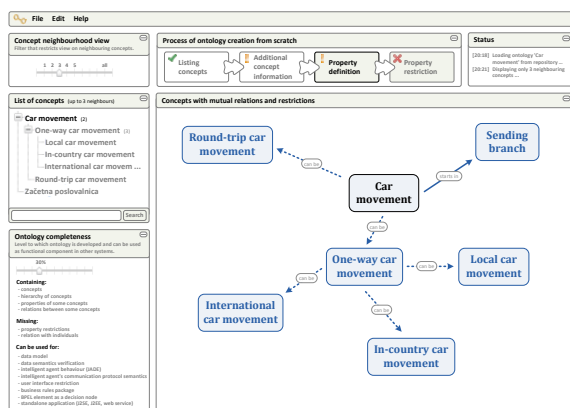 File Edit Help
Concept neighbourhood view
Filter that restricts view on neighbouring concepts.
1 2 3 4 5 all
Process of ontology creation from scratch
Listing
concepts
Additional
concept
information
Property
definition
Property
restriction
Status
[20:18] Loading ontology 'Car
movement' from repository ...
[20:21] Displaying only 3 neighbouring
concepts ...
List of concepts (up to 3 neighbours)
Car movement (2)
One-way car movement (3)
Local car movement
In-country car movement
International car movem ...
Round-trip car movement
Začetna poslovalnica
Search
Ontology completeness
Level to which ontology is developed and can be used
as functional component in other systems.
30%
Containing:
- concepts
- hierarchy of concepts
- properties of some concepts
- relations between some concepts
Missing:
- property restrictions
- relation with individuals
Can be used for:
- data model
- data semantics verification
- intelligent agent behaviour (JADE)
- intelligent agent's communication protocol semantics
- user interface restriction
- business rules package
- BPEL element as a decision node
- standalone application (J2SE, J2EE, web service)
Concepts with mutual relations and restrictions
Round-trip car
movement
Sending
branch
can be
starts in
Car
movement
can be
One-way car
movement
can be
Local car
movement
can be
International
car movement
can be
In-country car
movement